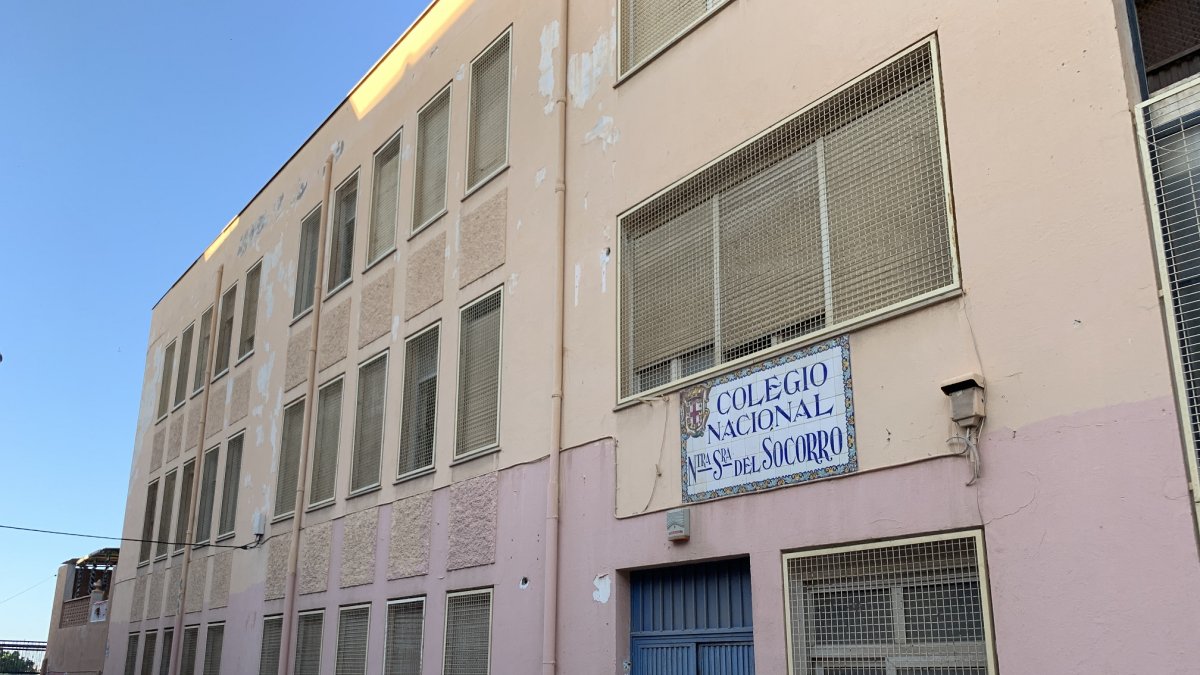 COLEGIO
NACIONAL
Nᵀᴿᴬ Sᴿᴬ DEL SOCORRO